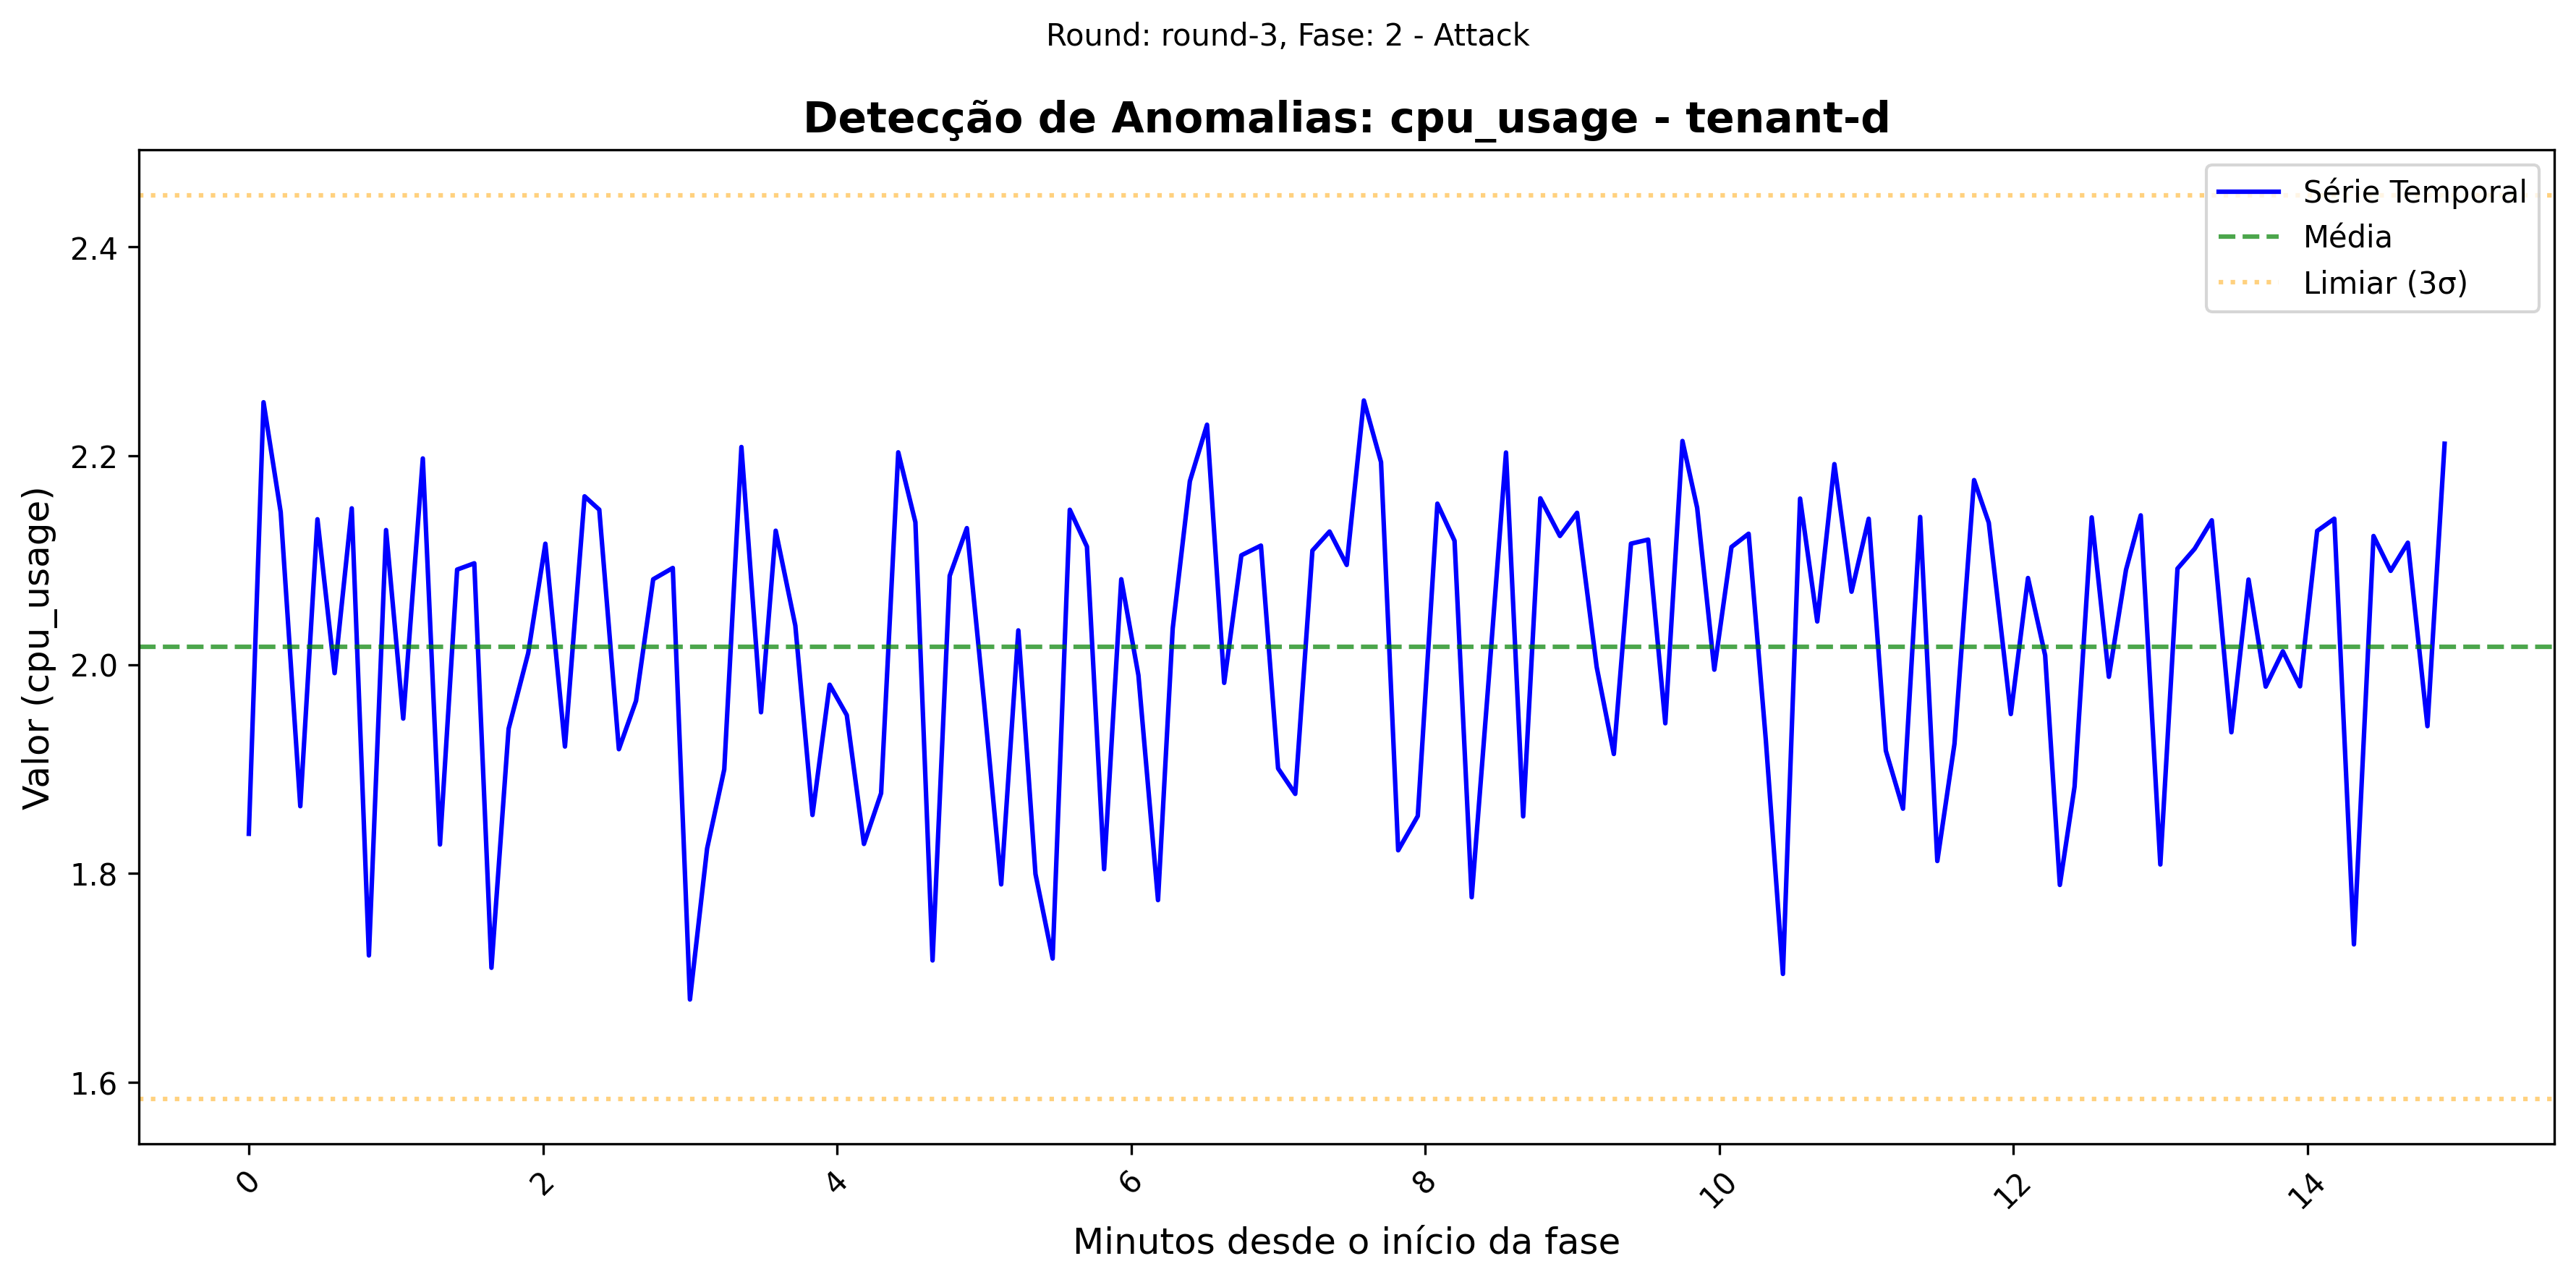 Round: round-3, Fase: 2 - Attack
Detecção de Anomalias: cpu_usage - tenant-d
Série Temporal
Média
Limiar (3σ)
Valor (cpu_usage)
2.4
2.2
2.0
1.8
1.6
0
2
4
6
8
10
12
14
Minutos desde o início da fase